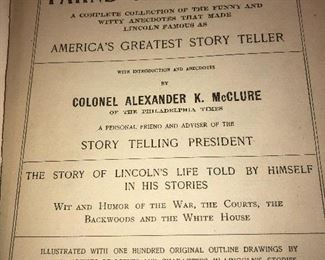 A COMPLETE COLLECTION OF THE FUNNY AND
WITTY ANECDOTES THAT MADE
LINCOLN FAMOUS AS
AMERICA'S GREATEST STORY TELLER
WITH INTRODUCTION AND ANECDOTES
BY
COLONEL ALEXANDER K. McCLURE
OF THE PHILADELPHIA TIMES
A PERSONAL FRIEND AND ADVISER OF THE
STORY TELLING PRESIDENT
THE STORY OF LINCOLN'S LIFE TOLD BY HIMSELF
IN HIS STORIES
WIT AND HUMOR OF THE WAR, THE COURTS, THE
BACKWOODS AND THE WHITE HOUSE
ILLUSTRATED WITH ONE HUNDRED ORIGINAL OUTLINE DRAWINGS BY